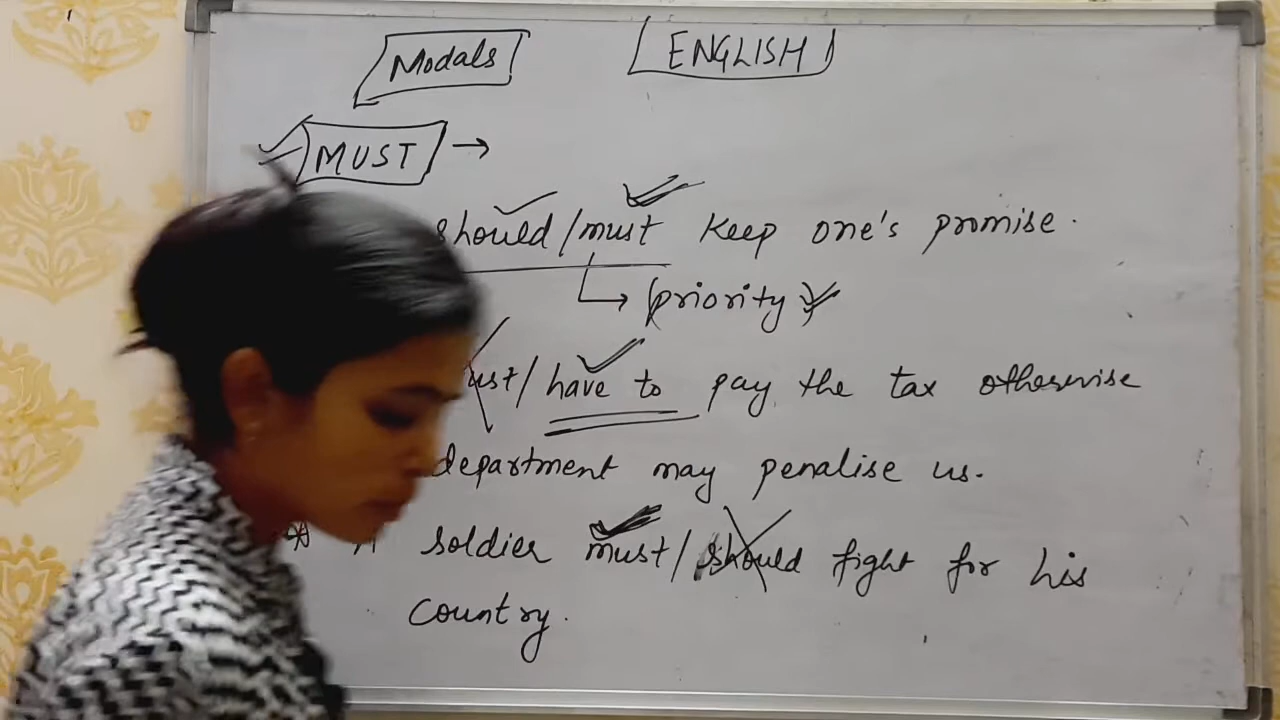 Modals
ENGLISH
MUST →
should/must keep one's promise.
→ (priority)
/have to pay the tax otherwise
department may penalise us.
soldier must/should fight for his
country.